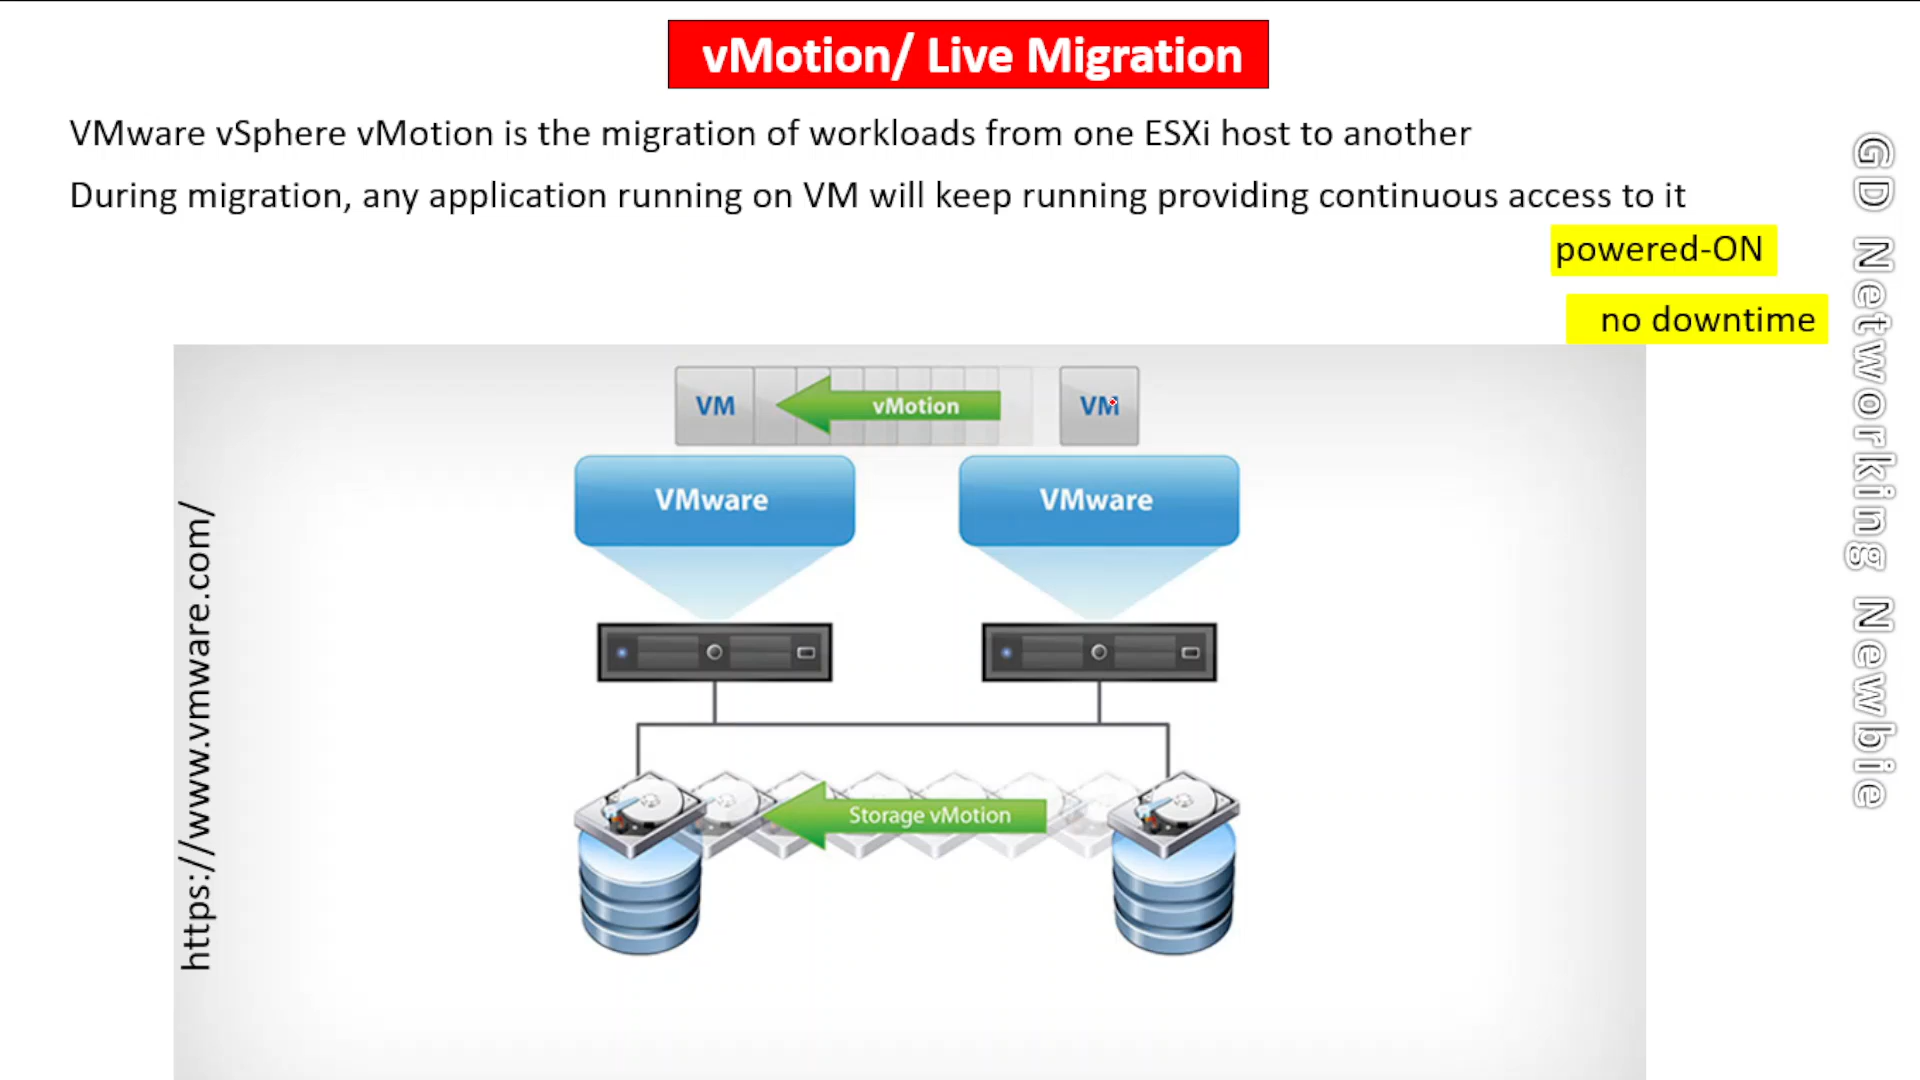 vMotion/ Live Migration
VMware vSphere vMotion is the migration of workloads from one ESXi host to another
During migration, any application running on VM will keep running providing continuous access to it
powered-ON
no downtime
VM
vMotion
VM
VMware
VMware
Storage vMotion
https://www.vmware.com/
GD Networking Newbie